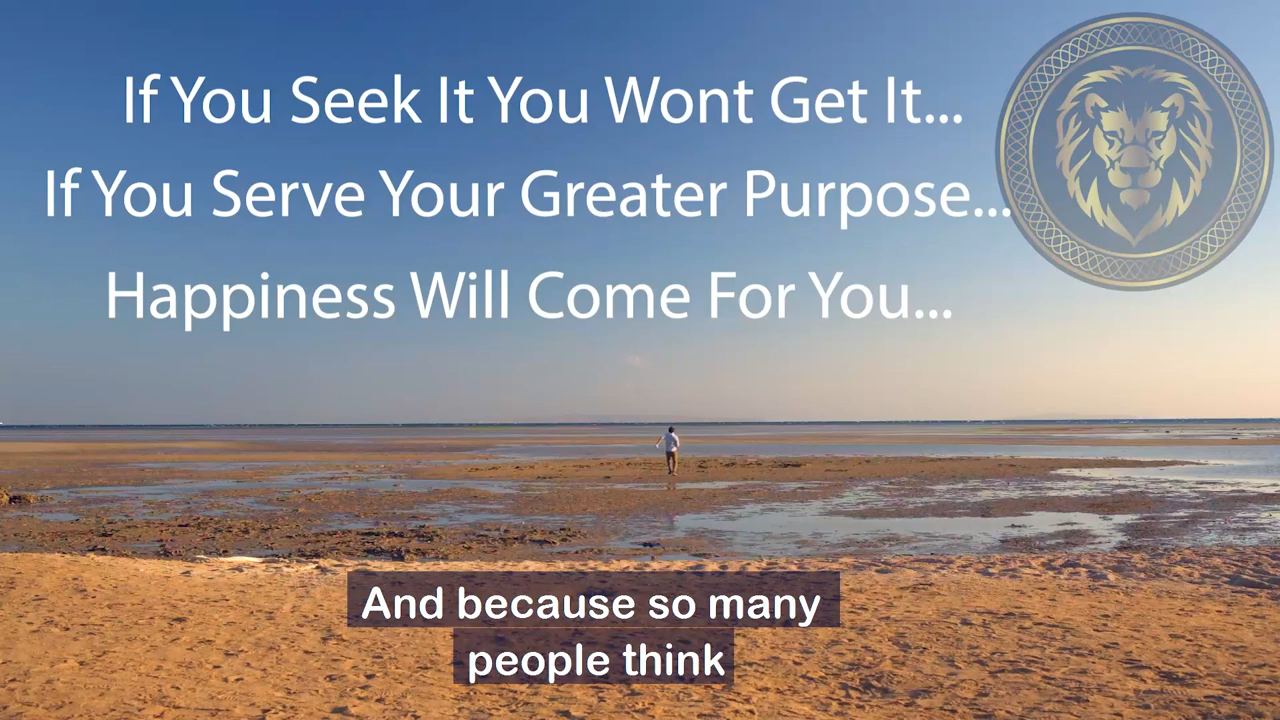 If You Seek It You Wont Get It...
If You Serve Your Greater Purpose...
Happiness Will Come For You...
And because so many
people think